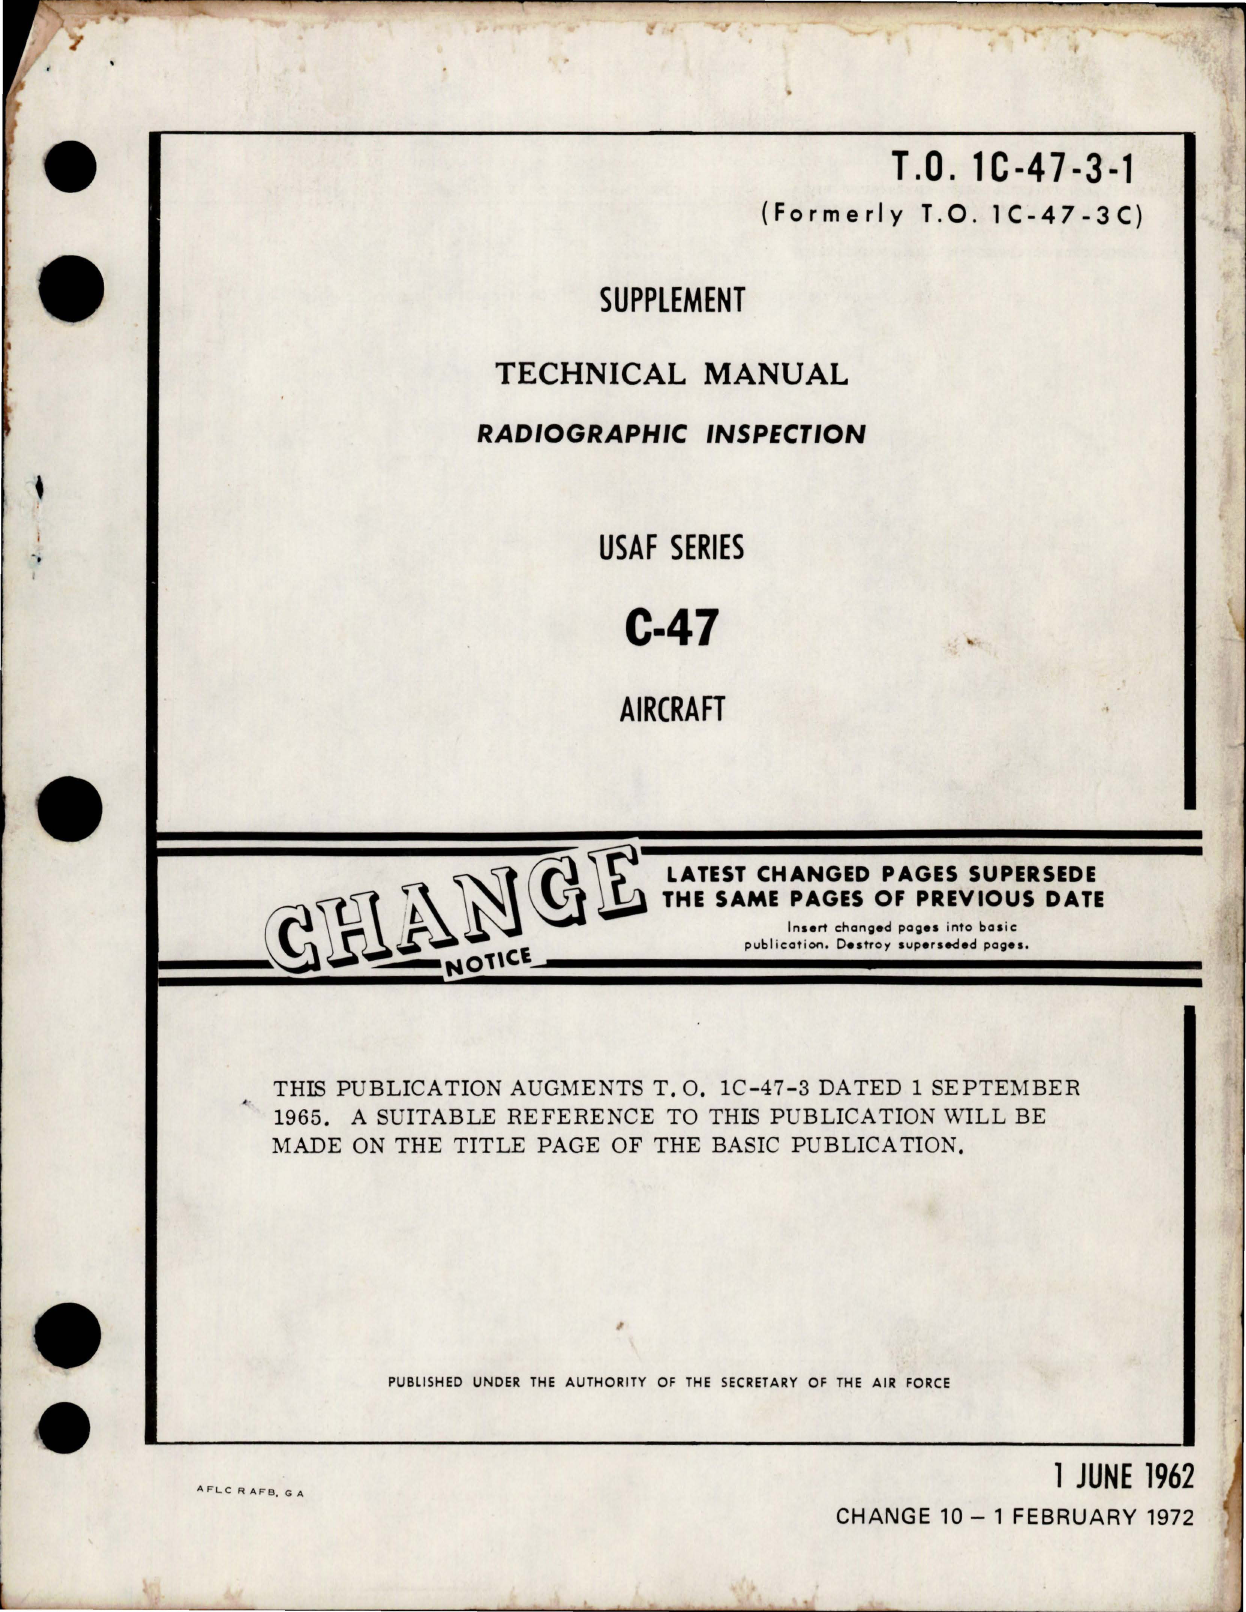 T.O. 1C-47-3-1
(Formerly T.O. 1C-47-3C)
SUPPLEMENT
TECHNICAL MANUAL
RADIOGRAPHIC INSPECTION
USAF SERIES
C-47
AIRCRAFT
CHANGE
NOTICE
LATEST CHANGED PAGES SUPERSEDE
THE SAME PAGES OF PREVIOUS DATE
Insert changed pages into basic
publication. Destroy superseded pages.
THIS PUBLICATION AUGMENTS T.O. 1C-47-3 DATED 1 SEPTEMBER
1965. A SUITABLE REFERENCE TO THIS PUBLICATION WILL BE
MADE ON THE TITLE PAGE OF THE BASIC PUBLICATION.
PUBLISHED UNDER THE AUTHORITY OF THE SECRETARY OF THE AIR FORCE
1 JUNE 1962
AFLC RAFB, GA
CHANGE 10 – 1 FEBRUARY 1972